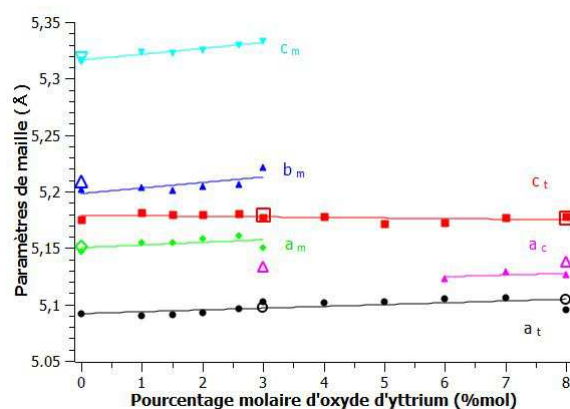 5,35
5,3
5,25
5,2
5,15
5,1
5.05
Paramètres de maille (Å)
c m
b m
a m
c t
a c
a t
0 1 2 3 4 5 6 7 8
Pourcentage molaire d'oxyde d'yttrium (%mol)